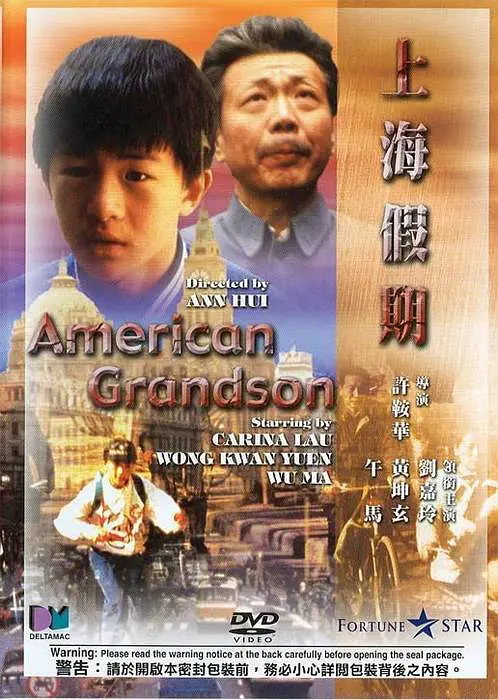 上海假期
Directed by
ANN HUI
American
Grandson
Starring by
CARINA LAU
WONG KWAN YUEN
WU MA
導演
許鞍華
領銜主演
劉嘉玲
黃坤玄
午馬
DM
DELTAMAC
DVD
VIDEO
FORTUNE STAR
Warning: Please read the warning notice at the back carefully before opening the seal package.
警告：請於開啟本密封包裝前，務必小心詳閱包裝背後之內容。